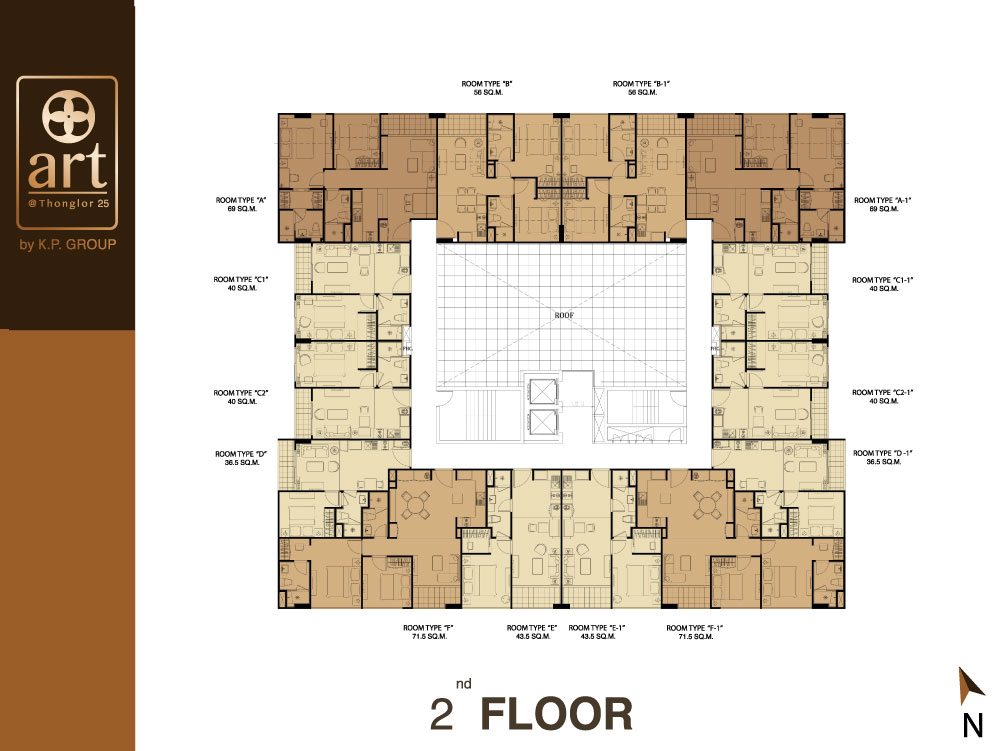 art
@Thonglor 25
by K.P. GROUP
ROOM TYPE "B"
56 SQ.M.
ROOM TYPE "B-1"
56 SQ.M.
ROOM TYPE "A"
69 SQ.M.
ROOM TYPE "A-1"
69 SQ.M.
ROOM TYPE "C1"
40 SQ.M.
ROOM TYPE "C1-1"
40 SQ.M.
ROOF
ROOM TYPE "C2"
40 SQ.M.
ROOM TYPE "C2-1"
40 SQ.M.
ROOM TYPE "D"
36.5 SQ.M.
ROOM TYPE "D -1"
36.5 SQ.M.
ROOM TYPE "F"
71.5 SQ.M.
ROOM TYPE "E"
43.5 SQ.M.
ROOM TYPE "E-1"
43.5 SQ.M.
ROOM TYPE "F-1"
71.5 SQ.M.
2nd FLOOR
N